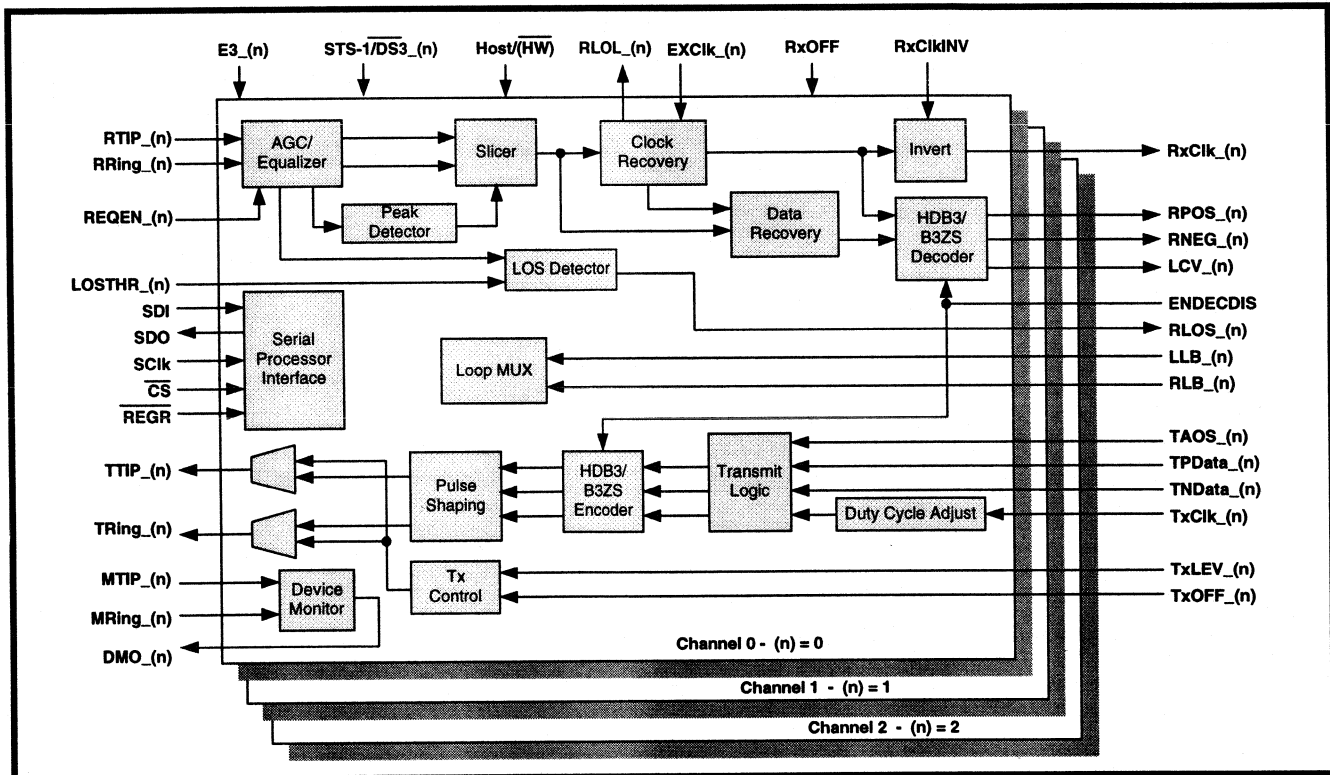 E3_(n)
STS-1/DS3_(n)
Host/(HW)
RLOL_(n)
EXClk_(n)
RxOFF
RxClkINV
RTIP_(n)
RRing_(n)
REQEN_(n)
LOSTHR_(n)
SDI
SDO
SClk
CS
REGR
TTIP_(n)
TRing_(n)
MTIP_(n)
MRing_(n)
DMO_(n)
AGC/
Equalizer
Peak
Detector
Slicer
LOS Detector
Clock
Recovery
Data
Recovery
Invert
HDB3/
B3ZS
Decoder
Serial
Processor
Interface
Loop MUX
Pulse
Shaping
HDB3/
B3ZS
Encoder
Transmit
Logic
Duty Cycle Adjust
Tx
Control
Device
Monitor
RxClk_(n)
RPOS_(n)
RNEG_(n)
LCV_(n)
ENDECDIS
RLOS_(n)
LLB_(n)
RLB_(n)
TAOS_(n)
TPData_(n)
TNData_(n)
TxClk_(n)
TxLEV_(n)
TxOFF_(n)
Channel 0 - (n) = 0
Channel 1 - (n) = 1
Channel 2 - (n) = 2